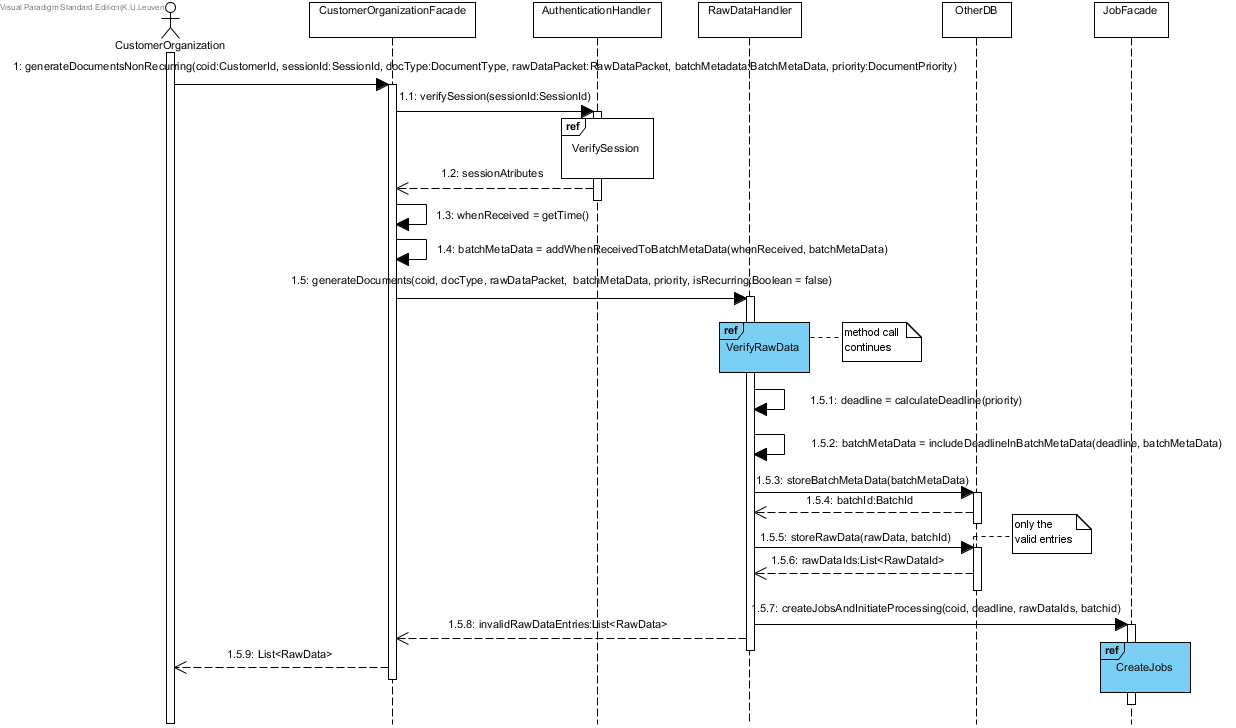 Visual Paradigm Standard Edition(K.U.Leuven)
CustomerOrganization
CustomerOrganizationFacade
AuthenticationHandler
RawDataHandler
OtherDB
JobFacade
1: generateDocumentsNonRecurring(coid:CustomerId, sessionId:SessionId, docType:DocumentType, rawDataPacket:RawDataPacket, batchMetadata:BatchMetaData, priority:DocumentPriority)
1.1: verifySession(sessionId:SessionId)
ref
VerifySession
1.2: sessionAtributes
1.3: whenReceived = getTime()
1.4: batchMetaData = addWhenReceivedToBatchMetaData(whenReceived, batchMetaData)
1.5: generateDocuments(coid, docType, rawDataPacket, batchMetaData, priority, isRecurring:Boolean = false)
ref
VerifyRawData
method call
continues
1.5.1: deadline = calculateDeadline(priority)
1.5.2: batchMetaData = includeDeadlineInBatchMetaData(deadline, batchMetaData)
1.5.3: storeBatchMetaData(batchMetaData)
1.5.4: batchId:BatchId
only the
valid entries
1.5.5: storeRawData(rawData, batchId)
1.5.6: rawDataIds:List<RawDataId>
1.5.7: createJobsAndInitiateProcessing(coid, deadline, rawDataIds, batchid)
1.5.8: invalidRawDataEntries:List<RawData>
ref
CreateJobs
1.5.9: List<RawData>